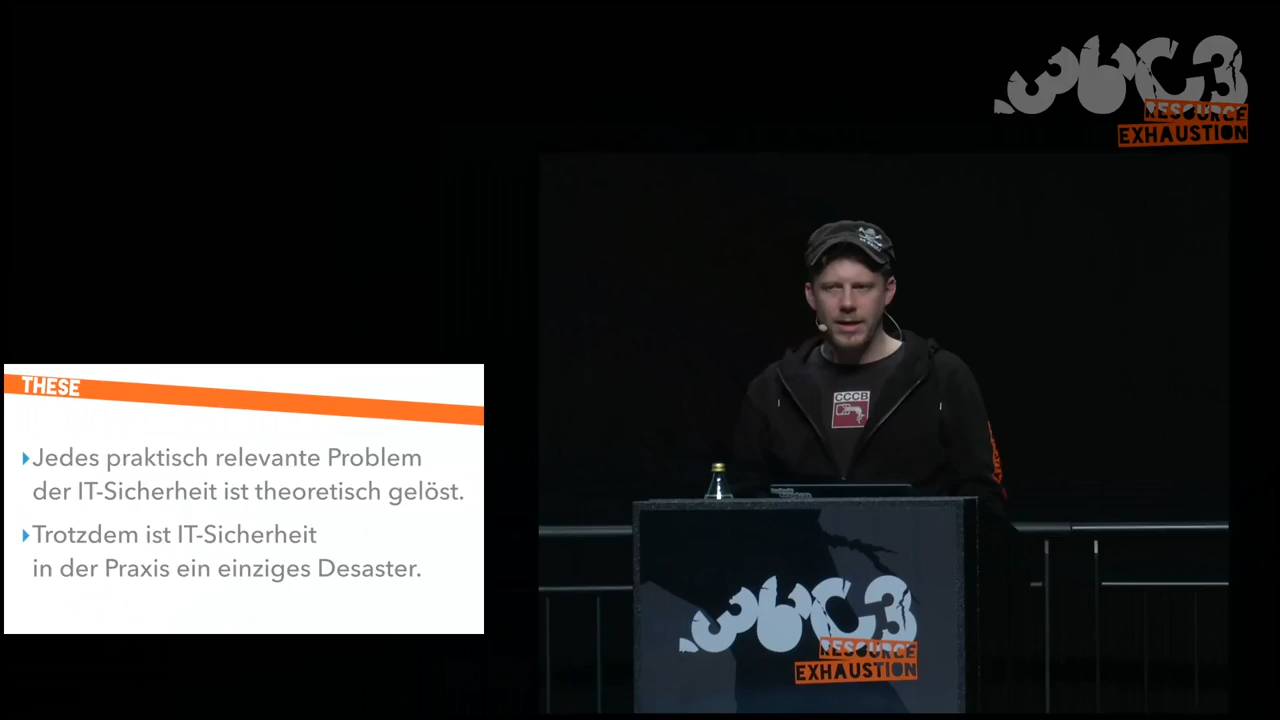 36C3
RESOURCE
EXHAUSTION
THESE
Jedes praktisch relevante Problem
der IT-Sicherheit ist theoretisch gelöst.
Trotzdem ist IT-Sicherheit
in der Praxis ein einziges Desaster.
CCCB
36C3
RESOURCE
EXHAUSTION